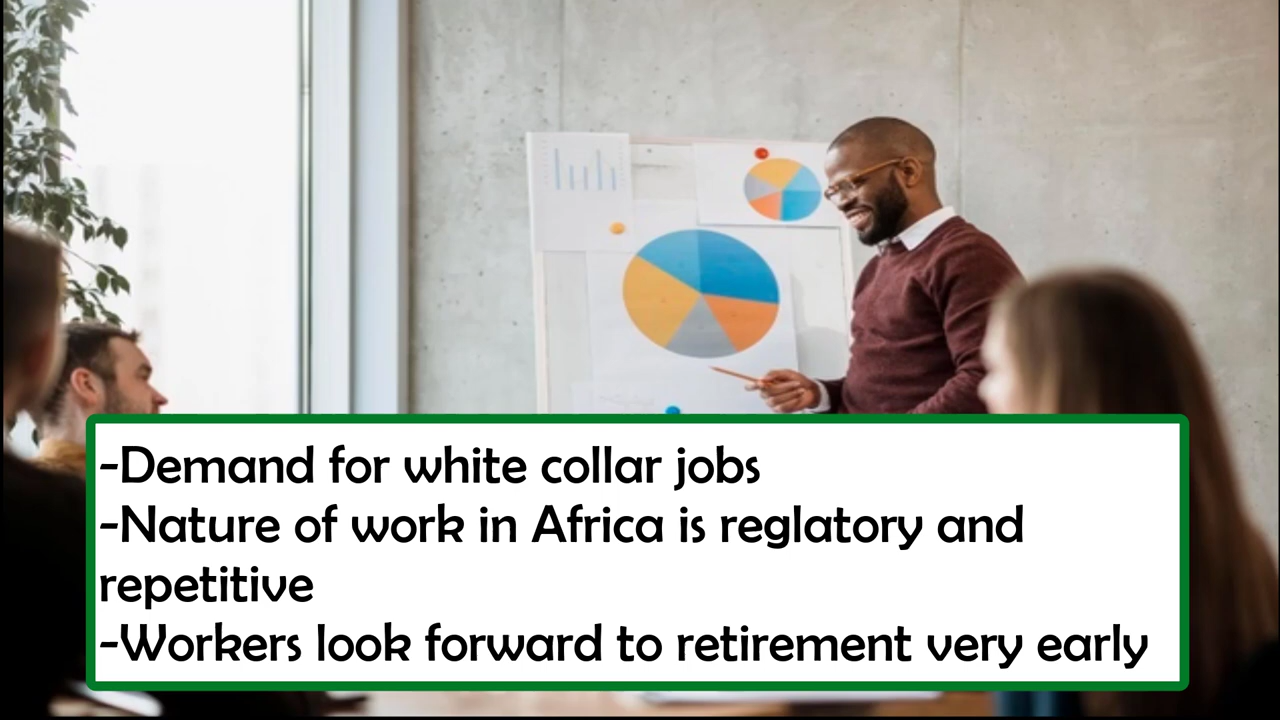 -Demand for white collar jobs
-Nature of work in Africa is reglatory and
repetitive
-Workers look forward to retirement very early